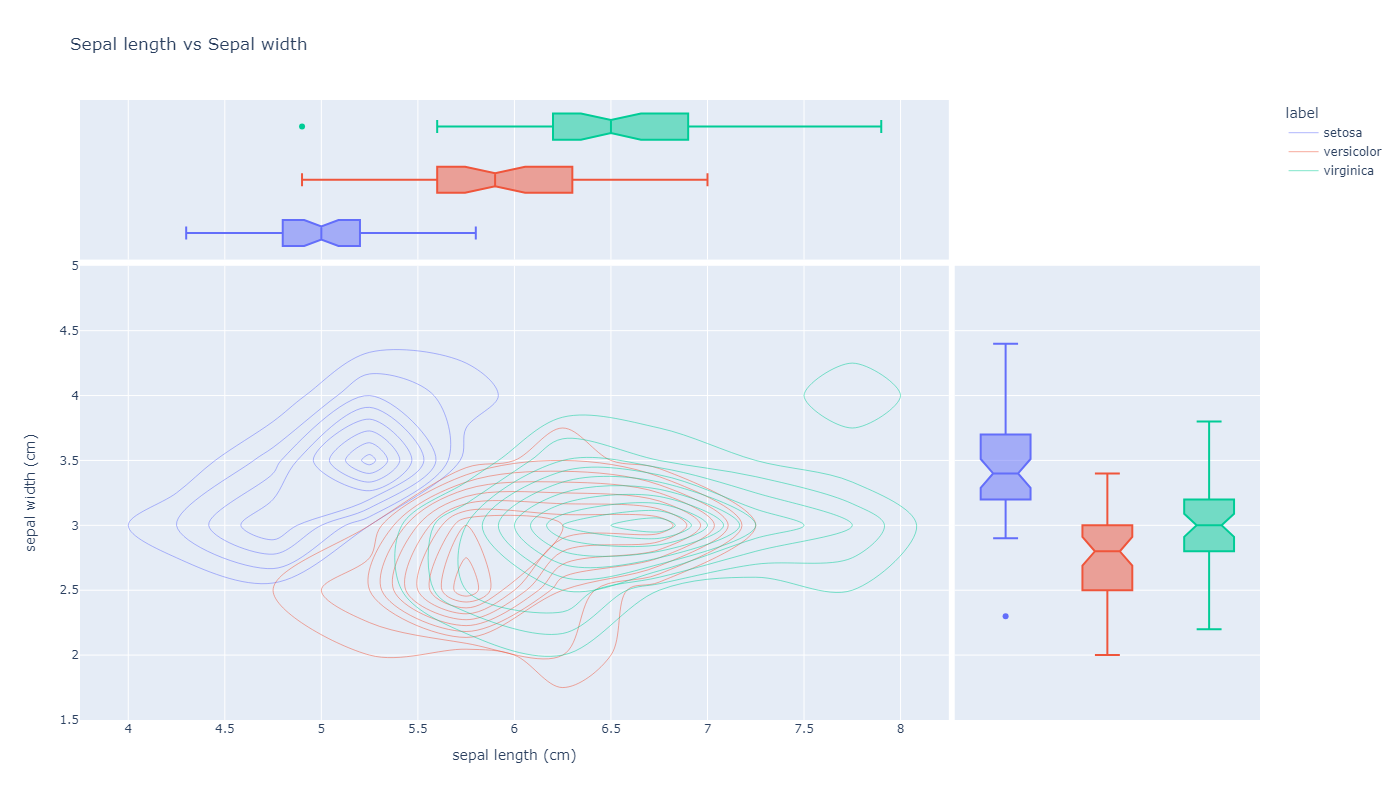 Sepal length vs Sepal width
label
setosa
versicolor
virginica
5
4.5
4
3.5
3
2.5
2
1.5
sepal width (cm)
4 4.5 5 5.5 6 6.5 7 7.5 8
sepal length (cm)